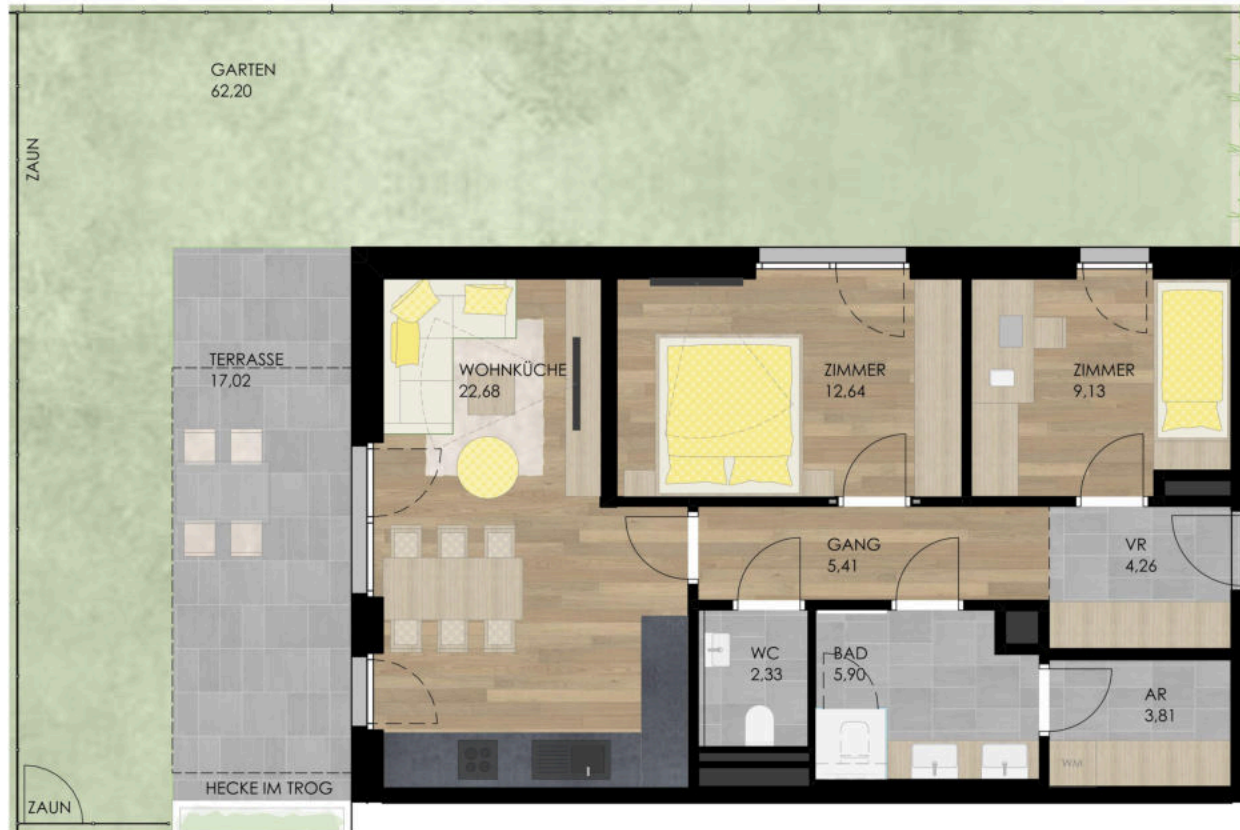 GARTEN
62,20
ZAUN
TERRASSE
17,02
WOHNKÜCHE
22,68
ZIMMER
12,64
ZIMMER
9,13
GANG
5,41
VR
4,26
WC
2,33
BAD
5,90
AR
3,81
WM
HECKE IM TROG
ZAUN